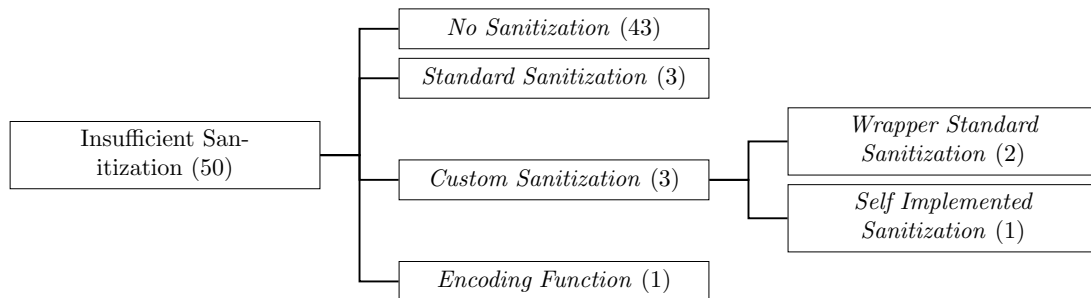 No Sanitization (43)
Standard Sanitization (3)
Insufficient San-
itization (50)
Custom Sanitization (3)
Wrapper Standard
Sanitization (2)
Self Implemented
Sanitization (1)
Encoding Function (1)